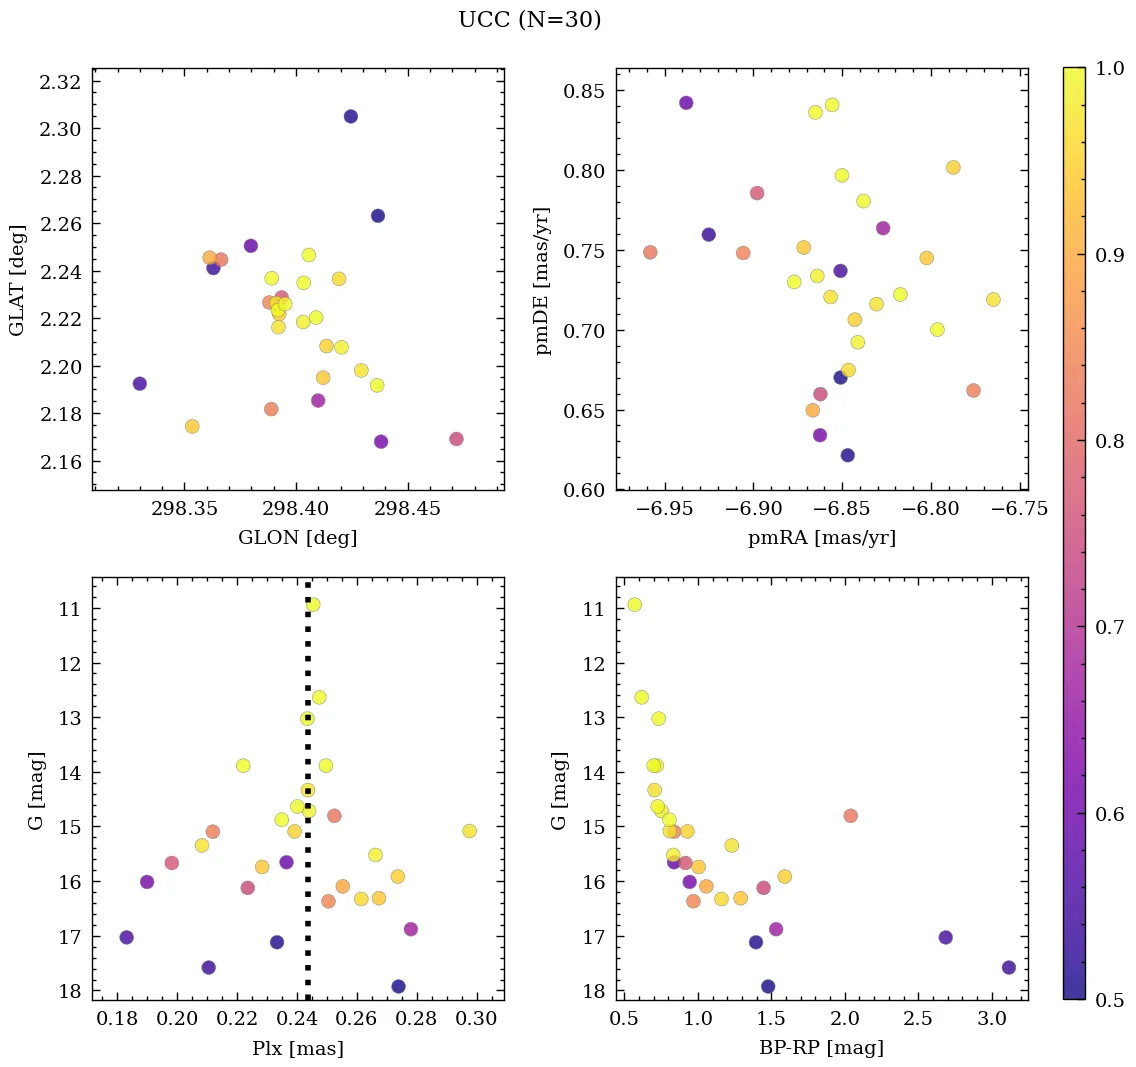 UCC (N=30)
2.32
2.30
2.28
2.26
2.24
2.22
2.20
2.18
2.16
GLAT [deg]
298.35 298.40 298.45
GLON [deg]
0.85
0.80
0.75
0.70
0.65
0.60
pmDE [mas/yr]
−6.95 −6.90 −6.85 −6.80 −6.75
pmRA [mas/yr]
1.0
0.9
0.8
0.7
0.6
0.5
11
12
13
14
15
16
17
18
G [mag]
0.18 0.20 0.22 0.24 0.26 0.28 0.30
Plx [mas]
11
12
13
14
15
16
17
18
G [mag]
0.5 1.0 1.5 2.0 2.5 3.0
BP-RP [mag]